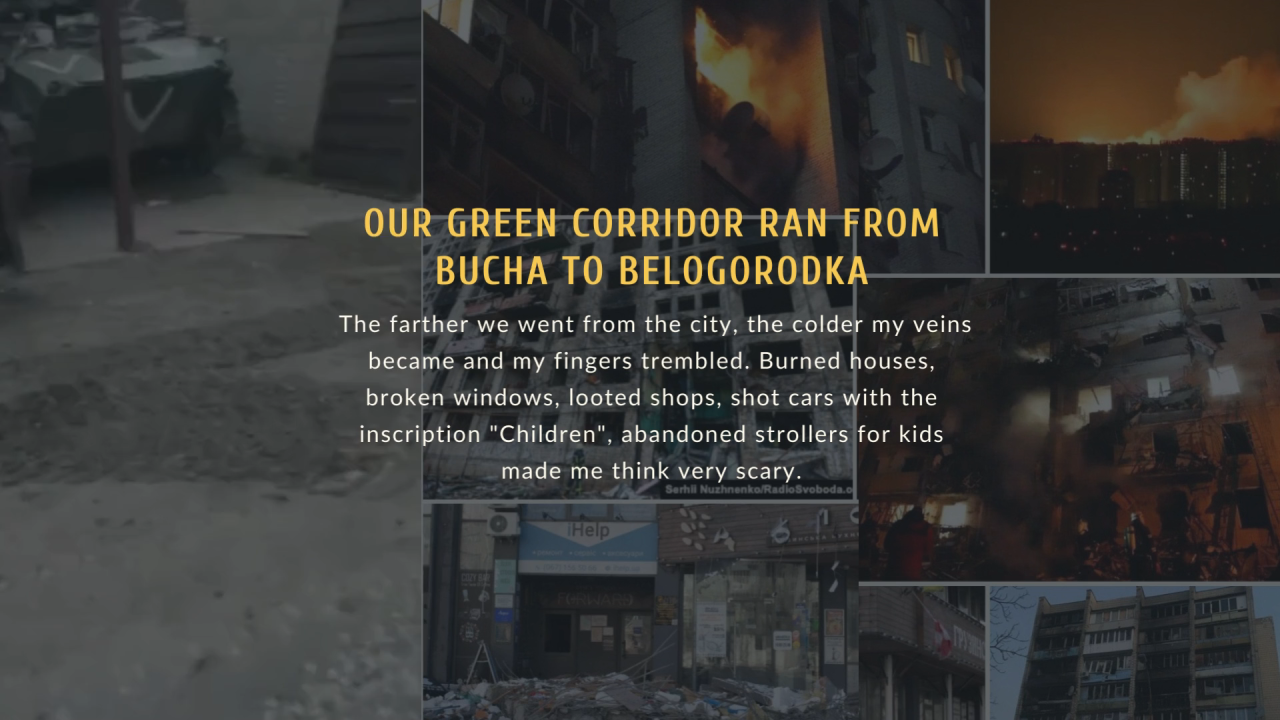 OUR GREEN CORRIDOR RAN FROM
BUCHA TO BELOGORODKA
The farther we went from the city, the colder my veins
became and my fingers trembled. Burned houses,
broken windows, looted shops, shot cars with the
inscription "Children", abandoned strollers for kids
made me think very scary.
Serhii Nuzhnenko/RadioSvoboda.o
iHelp
FORWARD